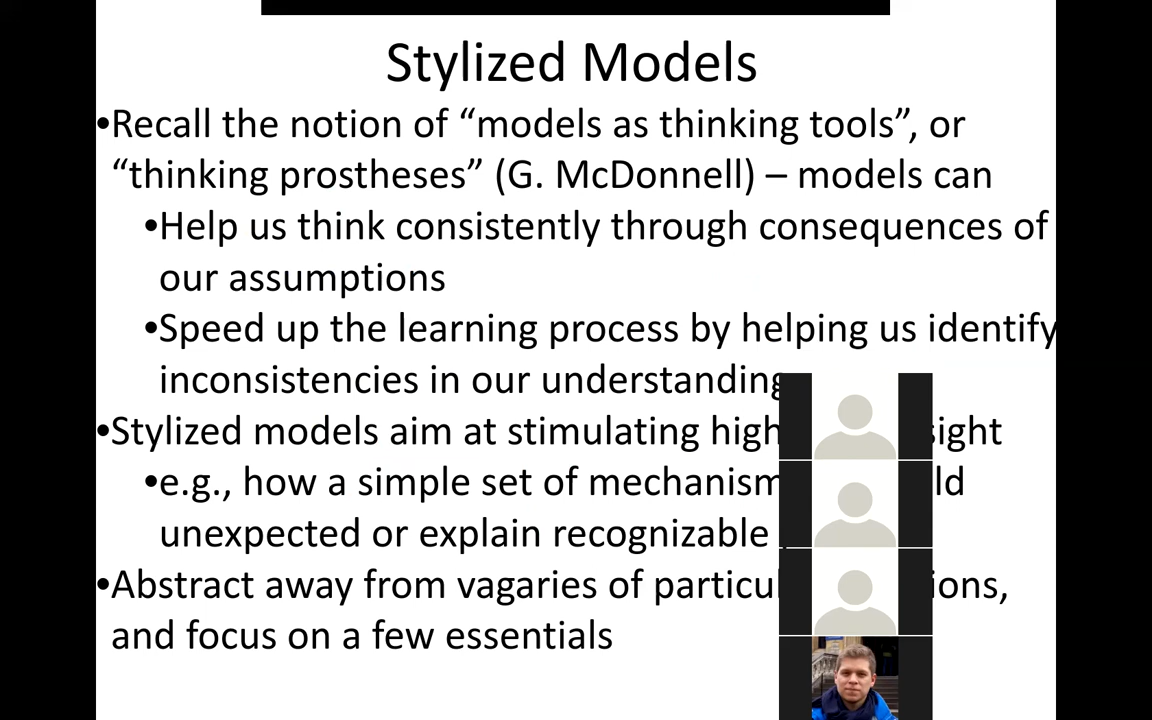 Stylized Models
•Recall the notion of “models as thinking tools”, or
“thinking prostheses” (G. McDonnell) – models can
•Help us think consistently through consequences of
our assumptions
•Speed up the learning process by helping us identify
inconsistencies in our understanding
•Stylized models aim at stimulating
•e.g., how a simple set of
unexpected or explain recognizable
•Abstract away from vagaries of
and focus on a few essentials